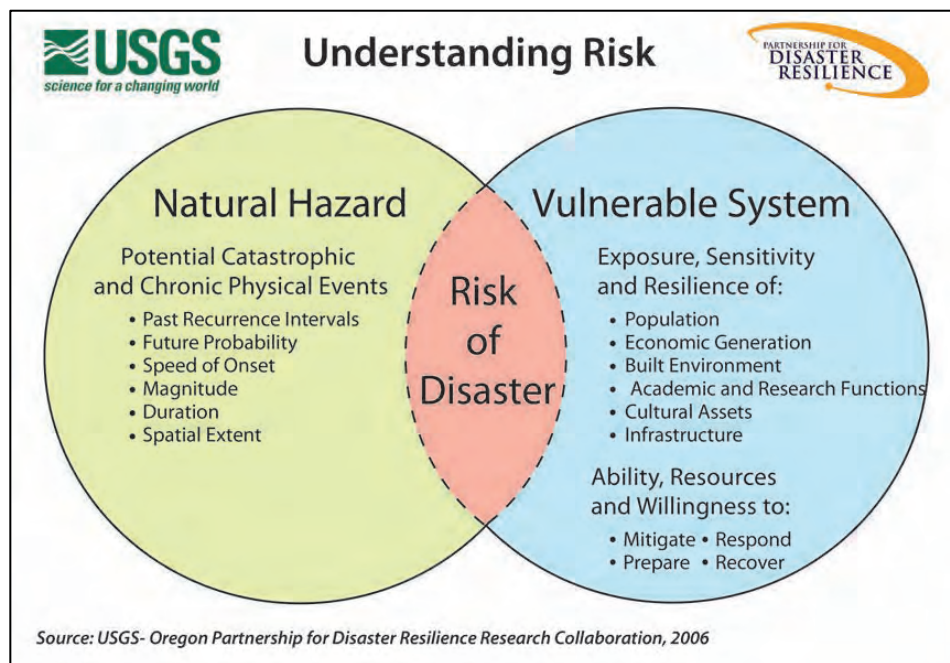 USGS
science for a changing world
Understanding Risk
PARTNERSHIP FOR
DISASTER
RESILIENCE
Natural Hazard
Potential Catastrophic
and Chronic Physical Events
• Past Recurrence Intervals
• Future Probability
• Speed of Onset
• Magnitude
• Duration
• Spatial Extent
Risk
of
Disaster
Vulnerable System
Exposure, Sensitivity
and Resilience of:
• Population
• Economic Generation
• Built Environment
• Academic and Research Functions
• Cultural Assets
• Infrastructure
Ability, Resources
and Willingness to:
• Mitigate • Respond
• Prepare • Recover
Source: USGS- Oregon Partnership for Disaster Resilience Research Collaboration, 2006